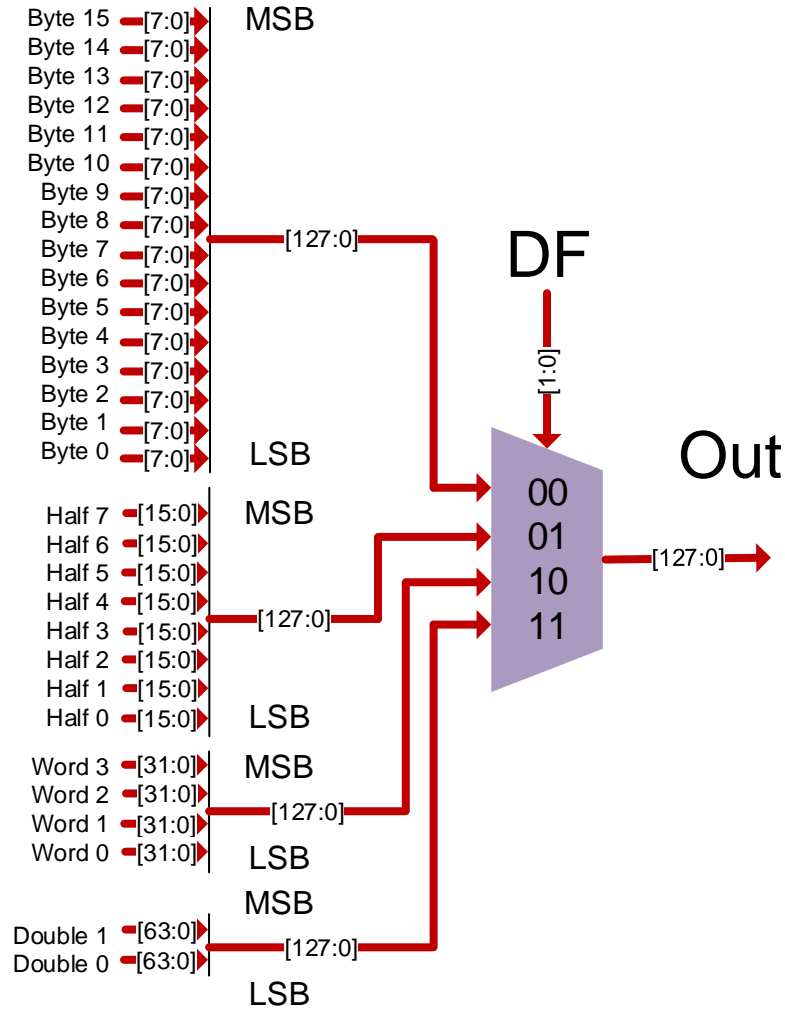 Byte 15 [7:0] MSB
Byte 14 [7:0]
Byte 13 [7:0]
Byte 12 [7:0]
Byte 11 [7:0]
Byte 10 [7:0]
Byte 9 [7:0]
Byte 8 [7:0]
Byte 7 [7:0]
Byte 6 [7:0]
Byte 5 [7:0]
Byte 4 [7:0]
Byte 3 [7:0]
Byte 2 [7:0]
Byte 1 [7:0]
Byte 0 [7:0] LSB
[127:0]
Half 7 [15:0] MSB
Half 6 [15:0]
Half 5 [15:0]
Half 4 [15:0]
Half 3 [15:0]
Half 2 [15:0]
Half 1 [15:0]
Half 0 [15:0] LSB
[127:0]
Word 3 [31:0] MSB
Word 2 [31:0]
Word 1 [31:0]
Word 0 [31:0] LSB
[127:0]
MSB
Double 1 [63:0]
Double 0 [63:0]
LSB
[127:0]
DF
[1:0]
00
01
10
11
Out
[127:0]